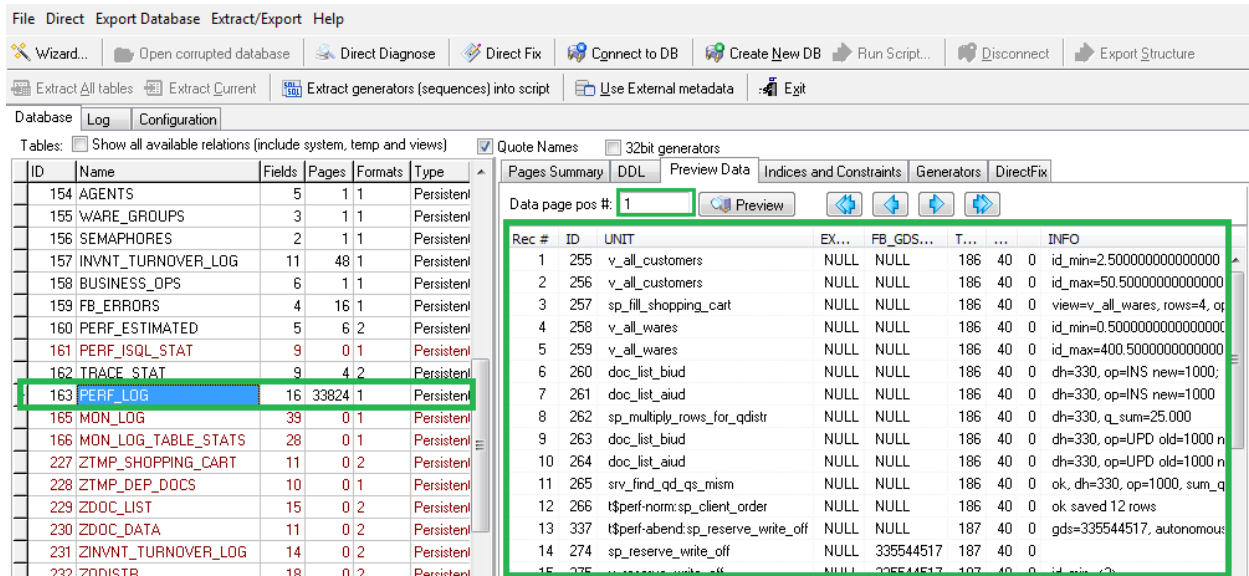 File Direct Export Database Extract/Export Help
Wizard... Open corrupted database Direct Diagnose Direct Fix Connect to DB Create New DB Run Script... Disconnect Export Structure
Extract All tables Extract Current Extract generators (sequences) into script Use External metadata Exit
Database Log Configuration
Tables: Show all available relations (include system, temp and views) Quote Names 32bit generators
ID Name Fields Pages Formats Type Pages Summary DDL Preview Data Indices and Constraints Generators DirectFix
154 AGENTS 5 1 1 Persistent
Data page pos #: 1 Preview
155 WARE_GROUPS 3 1 1 Persistent
Rec # ID UNIT EX... FB_GDS... T... ... INFO
156 SEMAPHORES 2 1 1 Persistent
157 INVNT_TURNOVER_LOG 11 48 1 Persistent 1 255 v_all_customers NULL NULL 186 40 0 id_min=2.500000000000000
158 BUSINESS_OPS 6 1 1 Persistent 2 256 v_all_customers NULL NULL 186 40 0 id_max=50.50000000000000
159 FB_ERRORS 4 16 1 Persistent 3 257 sp_fill_shopping_cart NULL NULL 186 40 0 view=v_all_wares, rows=4, op
160 PERF_ESTIMATED 5 6 2 Persistent 4 258 v_all_wares NULL NULL 186 40 0 id_min=0.5000000000000000
161 PERF_ISQL_STAT 9 0 1 Persistent 5 259 v_all_wares NULL NULL 186 40 0 id_max=400.5000000000000
162 TRACE_STAT 9 4 2 Persistent 6 260 doc_list_biud NULL NULL 186 40 0 dh=330, op=INS new=1000;
163 PERF_LOG 16 33824 1 Persistent 7 261 doc_list_aiud NULL NULL 186 40 0 dh=330, op=INS new=1000
165 MON_LOG 39 0 1 Persistent 8 262 sp_multiply_rows_for_qdistr NULL NULL 186 40 0 dh=330, q_sum=25.000
166 MON_LOG_TABLE_STATS 28 0 1 Persistent 9 263 doc_list_biud NULL NULL 186 40 0 dh=330, op=UPD old=1000 n
227 ZTMP_SHOPPING_CART 11 0 2 Persistent 10 264 doc_list_aiud NULL NULL 186 40 0 dh=330, op=UPD old=1000 n
228 ZTMP_DEP_DOCS 10 0 1 Persistent 11 265 srv_find_qd_qs_mism NULL NULL 186 40 0 ok, dh=330, op=1000, sum_q
229 ZDOC_LIST 15 0 2 Persistent 12 266 t$perf-norm:sp_client_order NULL NULL 186 40 0 ok saved 12 rows
230 ZDOC_DATA 11 0 2 Persistent 13 337 t$perf-abend:sp_reserve_write_off NULL NULL 187 40 0 gds=335544517, autonomous
231 ZINVNT_TURNOVER_LOG 14 0 2 Persistent 14 274 sp_reserve_write_off NULL 335544517 187 40 0
232 ZQDISTR 18 0 2 Persistent